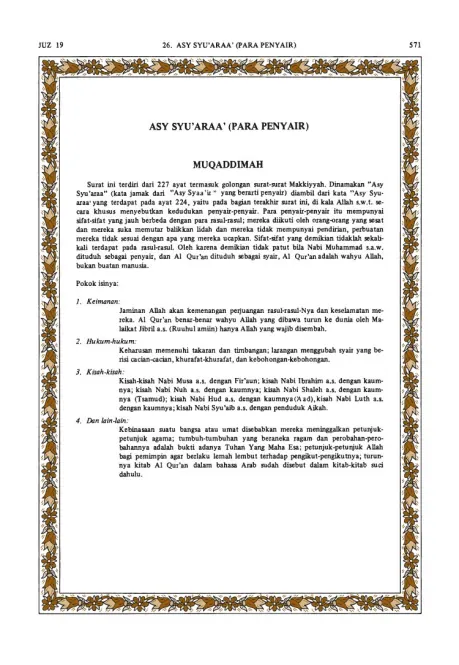 JUZ 19 26. ASY SYU'ARAA' (PARA PENYAIR) 571
ASY SYU'ARAA' (PARA PENYAIR)
MUQADDIMAH
Surat ini terdiri dari 227 ayat termasuk golongan surat-surat Makkiyyah. Dinamakan "Asy
Syu'araa" (kata jamak dari "Asy Syaa'ir" yang berarti penyair) diambil dari kata "Asy Syu-
araa' yang terdapat pada ayat 224, yaitu pada bagian terakhir surat ini, di kala Allah s.w.t. se-
cara khusus menyebutkan kedudukan penyair-penyair. Para penyair-penyair itu mempunyai
sifat-sifat yang jauh berbeda dengan para rasul-rasul; mereka diikuti oleh orang-orang yang sesat
dan mereka suka memutar balikkan lidah dan mereka tidak mempunyai pendirian, perbuatan
mereka tidak sesuai dengan apa yang mereka ucapkan. Sifat-sifat yang demikian tidaklah sekali-
kali terdapat pada rasul-rasul. Oleh karena demikian tidak patut bila Nabi Muhammad s.a.w.
dituduh sebagai penyair, dan Al Qur'an dituduh sebagai syair, Al Qur'an adalah wahyu Allah,
bukan buatan manusia.
Pokok isinya:
1. Keimanan:
Jaminan Allah akan kemenangan perjuangan rasul-rasul-Nya dan keselamatan me-
reka. Al Qur'an benar-benar wahyu Allah yang dibawa turun ke dunia oleh Ma-
laikat Jibril a.s. (Ruuhul amiin) hanya Allah yang wajib disembah.
2. Hukum-hukum:
Keharusan memenuhi takaran dan timbangan; larangan menggubah syair yang be-
risi cacian-cacian, khurafat-khurafat, dan kebohongan-kebohongan.
3. Kisah-kisah:
Kisah-kisah Nabi Musa a.s. dengan Fir'aun; kisah Nabi Ibrahim a.s. dengan kaum-
nya; kisah Nabi Nuh a.s. dengan kaumnya; kisah Nabi Shaleh a.s. dengan kaum-
nya (Tsamud); kisah Nabi Hud a.s. dengan kaumnya ('Aad), kisah Nabi Luth a.s.
dengan kaumnya; kisah Nabi Syu'aib a.s. dengan penduduk Aikah.
4. Dan lain-lain:
Kebinasaan suatu bangsa atau umat disebabkan mereka meninggalkan petunjuk-
petunjuk agama; tumbuh-tumbuhan yang beraneka ragam dan perobahan-pero-
bahannya adalah bukti adanya Tuhan Yang Maha Esa; petunjuk-petunjuk Allah
bagi pemimpin agar berlaku lemah lembut terhadap pengikut-pengikutnya; turun-
nya kitab Al Qur'an dalam bahasa Arab sudah disebut dalam kitab-kitab suci
dahulu.